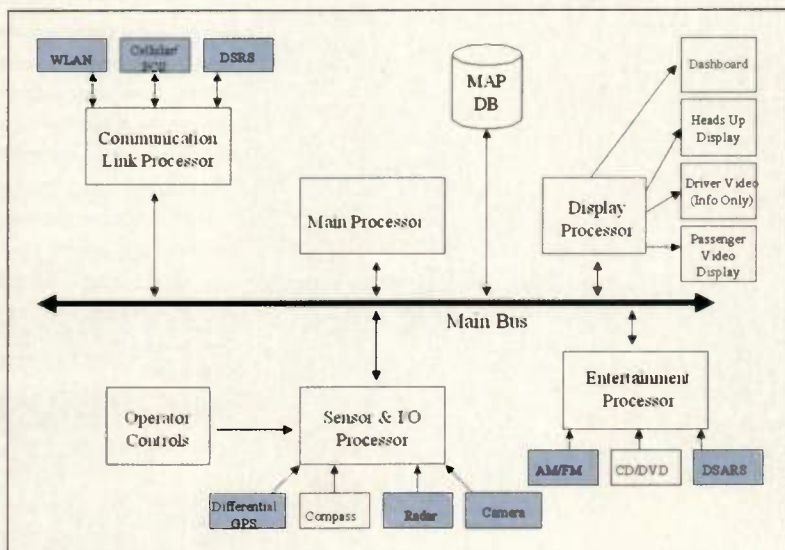 WLAN
Cellular/
PCS
DSRS
Communication
Link Processor
Main Processor
MAP
DB
Display
Processor
Dashboard
Heads Up
Display
Driver Video
(Info Only)
Passenger
Video
Display
Main Bus
Operator
Controls
Sensor & I/O
Processor
Entertainment
Processor
Differential
GPS
Compass
Radar
Camera
AM/FM
CD/DVD
DSARS